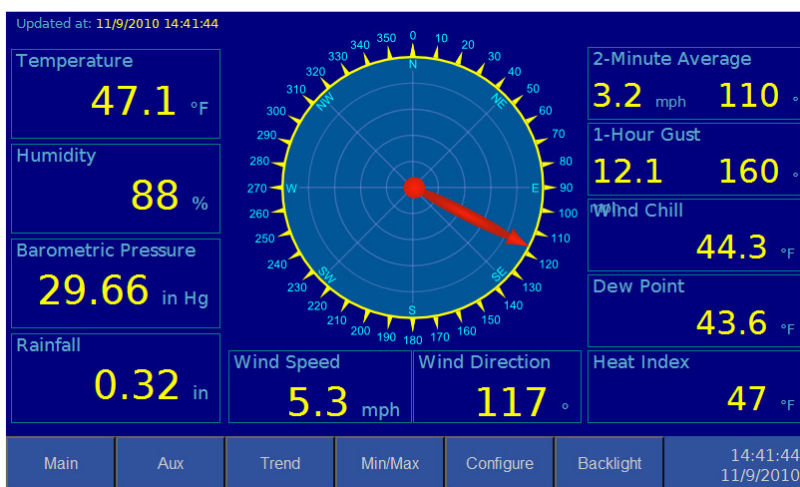 Updated at: 11/9/2010 14:41:44
Temperature
47.1 °F
Humidity
88 %
Barometric Pressure
29.66 in Hg
Rainfall
0.32 in
0
10
20
30
40
50
60
70
80
90
100
110
120
130
140
150
160
170
180
190
200
210
220
230
240
250
260
270
280
290
300
310
320
340
350
N
NE
E
SE
S
SW
W
NW
Wind Speed
5.3 mph
Wind Direction
117 °
2-Minute Average
3.2 mph 110 °
1-Hour Gust
12.1 160 °
mph
Wind Chill
44.3 °F
Dew Point
43.6 °F
Heat Index
47 °F
Main
Aux
Trend
Min/Max
Configure
Backlight
14:41:44
11/9/2010